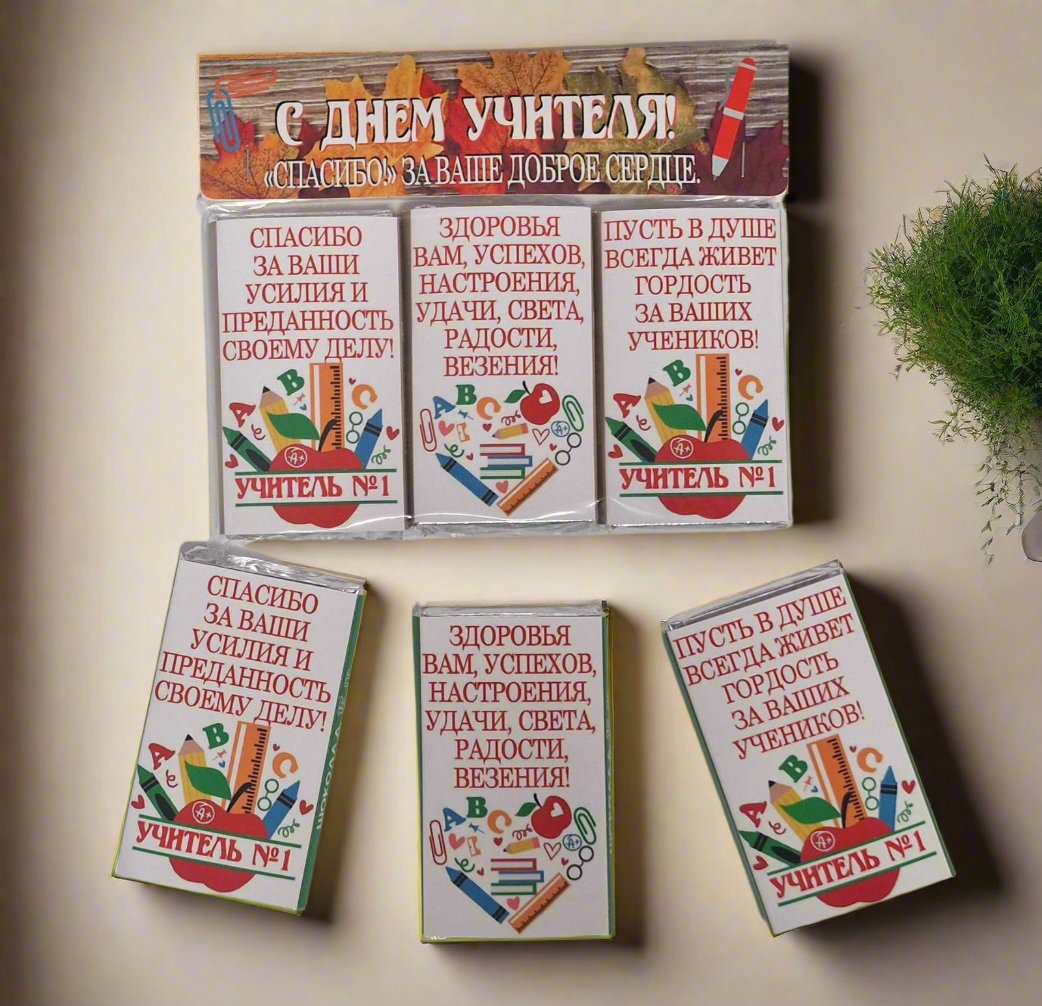 С ДНЕМ УЧИТЕЛЯ!
«СПАСИБО!» ЗА ВАШЕ ДОБРОЕ СЕРДЦЕ.
СПАСИБО
ЗА ВАШИ
УСИЛИЯ И
ПРЕДАННОСТЬ
СВОЕМУ ДЕЛУ!
A
B
C
A+
УЧИТЕЛЬ №1
ЗДОРОВЬЯ
ВАМ, УСПЕХОВ,
НАСТРОЕНИЯ,
УДАЧИ, СВЕТА,
РАДОСТИ,
ВЕЗЕНИЯ!
A
B
C
A+
ПУСТЬ В ДУШЕ
ВСЕГДА ЖИВЕТ
ГОРДОСТЬ
ЗА ВАШИХ
УЧЕНИКОВ!
A
B
C
A+
УЧИТЕЛЬ №1
СПАСИБО
ЗА ВАШИ
УСИЛИЯ И
ПРЕДАННОСТЬ
СВОЕМУ ДЕЛУ!
A
B
C
A+
УЧИТЕЛЬ №1
ЗДОРОВЬЯ
ВАМ, УСПЕХОВ,
НАСТРОЕНИЯ,
УДАЧИ, СВЕТА,
РАДОСТИ,
ВЕЗЕНИЯ!
A
B
C
A+
ПУСТЬ В ДУШЕ
ВСЕГДА ЖИВЕТ
ГОРДОСТЬ
ЗА ВАШИХ
УЧЕНИКОВ!
A
B
C
A+
УЧИТЕЛЬ №1